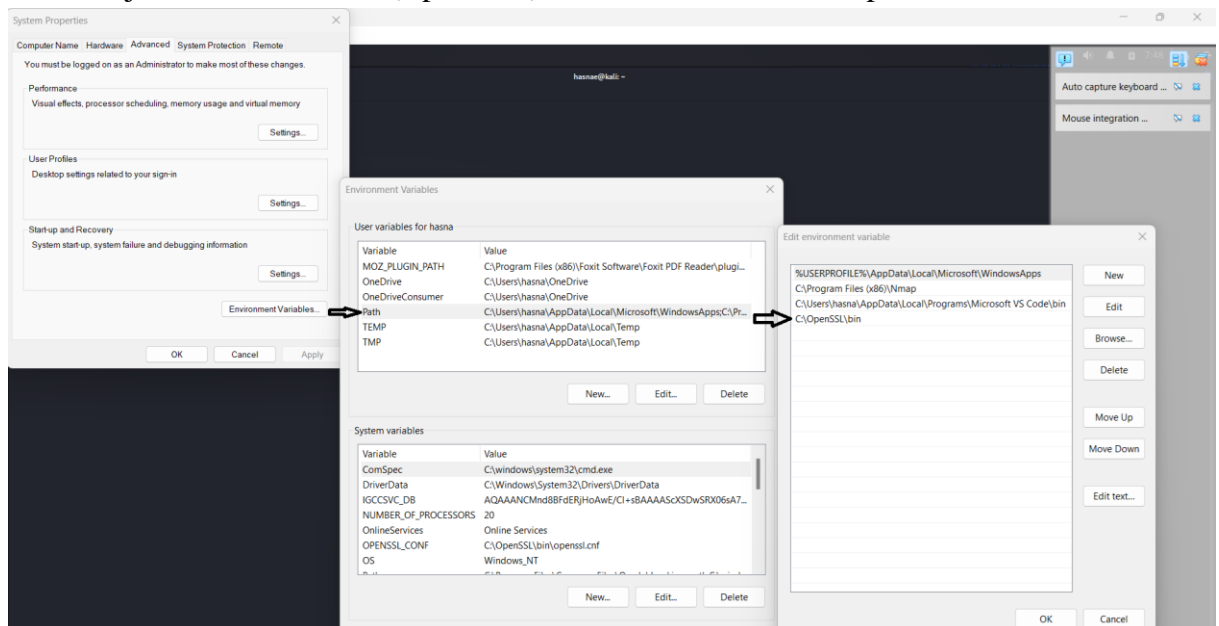 System Properties
Computer Name Hardware Advanced System Protection Remote
You must be logged on as an Administrator to make most of these changes.
Performance
Visual effects, processor scheduling, memory usage and virtual memory
Settings...
User Profiles
Desktop settings related to your sign-in
Settings...
Start-up and Recovery
System start-up, system failure and debugging information
Settings...
Environment Variables...
OK Cancel Apply
hasnae@kali: ~
Auto capture keyboard ...
Mouse integration ...
Environment Variables
User variables for hasna
Variable Value
MOZ_PLUGIN_PATH C:\Program Files (x86)\Foxit Software\Foxit PDF Reader\plugi...
OneDrive C:\Users\hasna\OneDrive
OneDriveConsumer C:\Users\hasna\OneDrive
Path C:\Users\hasna\AppData\Local\Microsoft\WindowsApps;C:\Pr...
TEMP C:\Users\hasna\AppData\Local\Temp
TMP C:\Users\hasna\AppData\Local\Temp
New... Edit... Delete
System variables
Variable Value
ComSpec C:\windows\system32\cmd.exe
DriverData C:\Windows\System32\Drivers\DriverData
IGCCSVC_DB AQAAANCMnd8BFdERjHoAwE/Cl+sBAAAAScXSDwSRX06sA7...
NUMBER_OF_PROCESSORS 20
OnlineServices Online Services
OPENSSL_CONF C:\OpenSSL\bin\openssl.cnf
OS Windows_NT
New... Edit... Delete
Edit environment variable
%USERPROFILE%\AppData\Local\Microsoft\WindowsApps
C:\Program Files (x86)\Nmap
C:\Users\hasna\AppData\Local\Programs\Microsoft VS Code\bin
C:\OpenSSL\bin
New
Edit
Browse...
Delete
Move Up
Move Down
Edit text...
OK Cancel